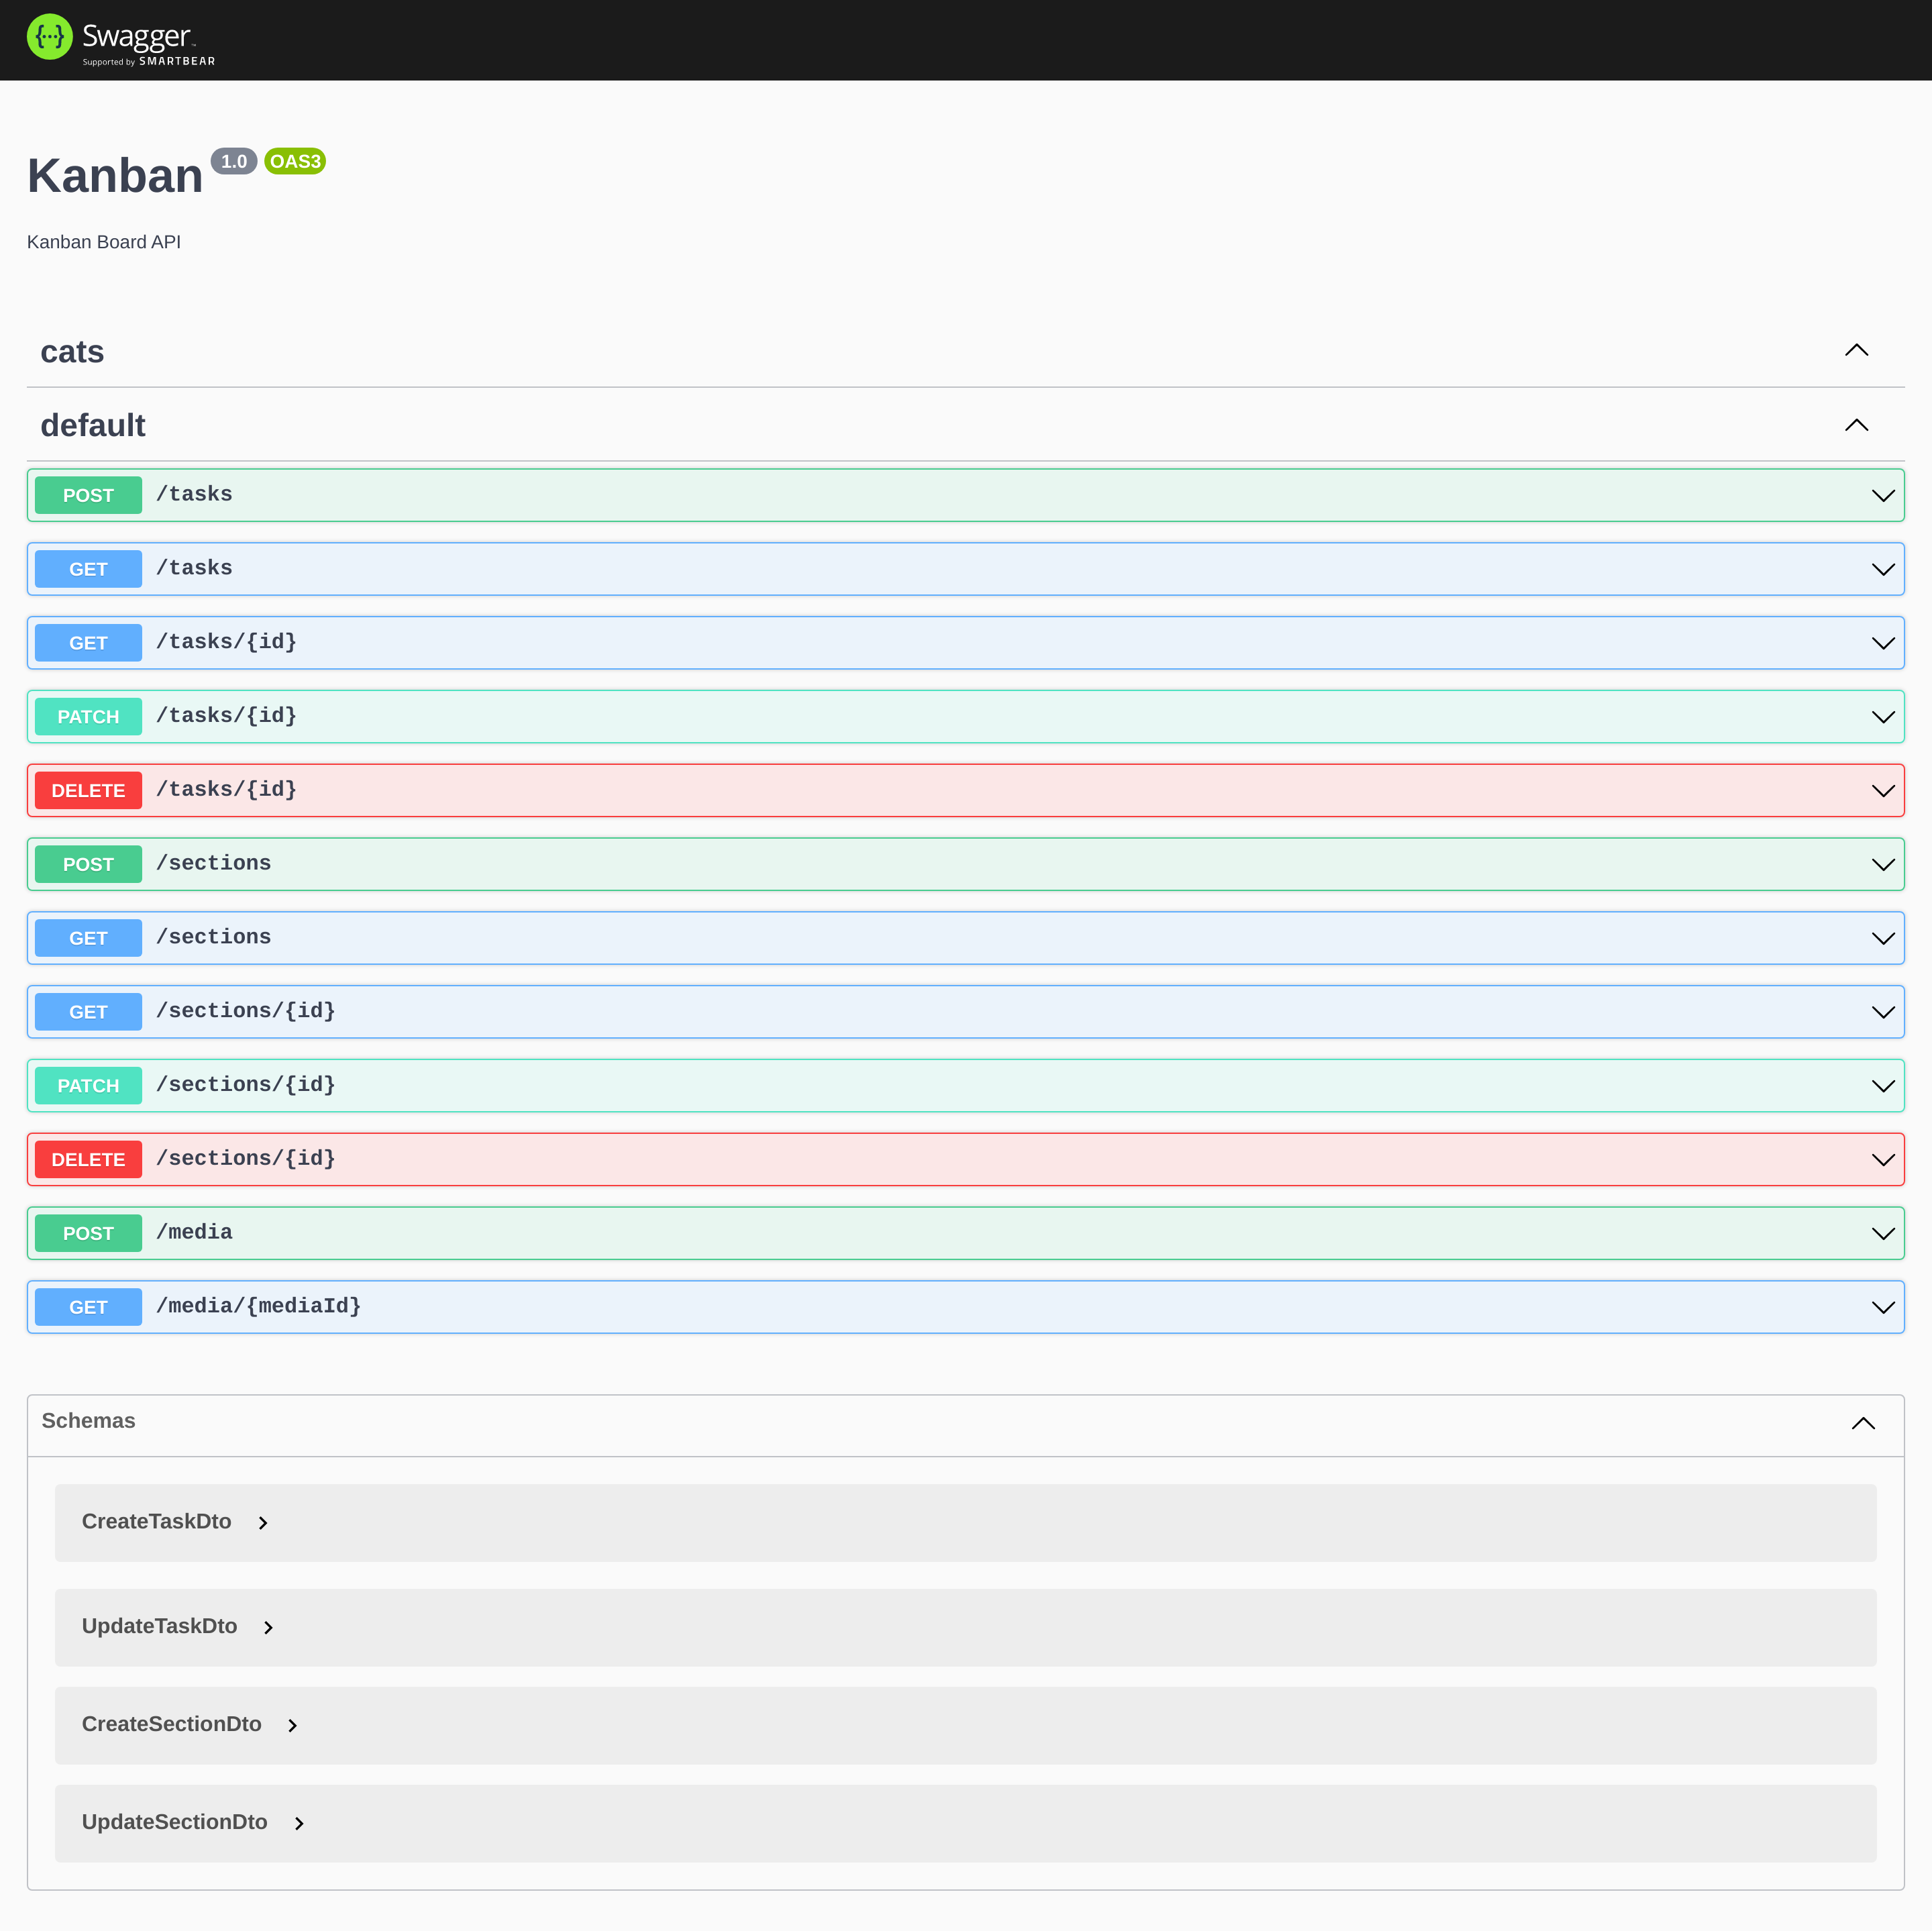 {···} Swagger™
Supported by SMARTBEAR
Kanban 1.0 OAS3
Kanban Board API
cats
default
POST /tasks
GET /tasks
GET /tasks/{id}
PATCH /tasks/{id}
DELETE /tasks/{id}
POST /sections
GET /sections
GET /sections/{id}
PATCH /sections/{id}
DELETE /sections/{id}
POST /media
GET /media/{mediaId}
Schemas
CreateTaskDto
UpdateTaskDto
CreateSectionDto
UpdateSectionDto